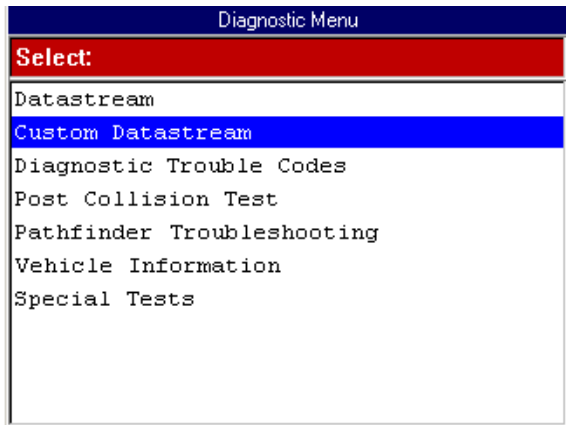 Diagnostic Menu
Select:
Datastream
Custom Datastream
Diagnostic Trouble Codes
Post Collision Test
Pathfinder Troubleshooting
Vehicle Information
Special Tests